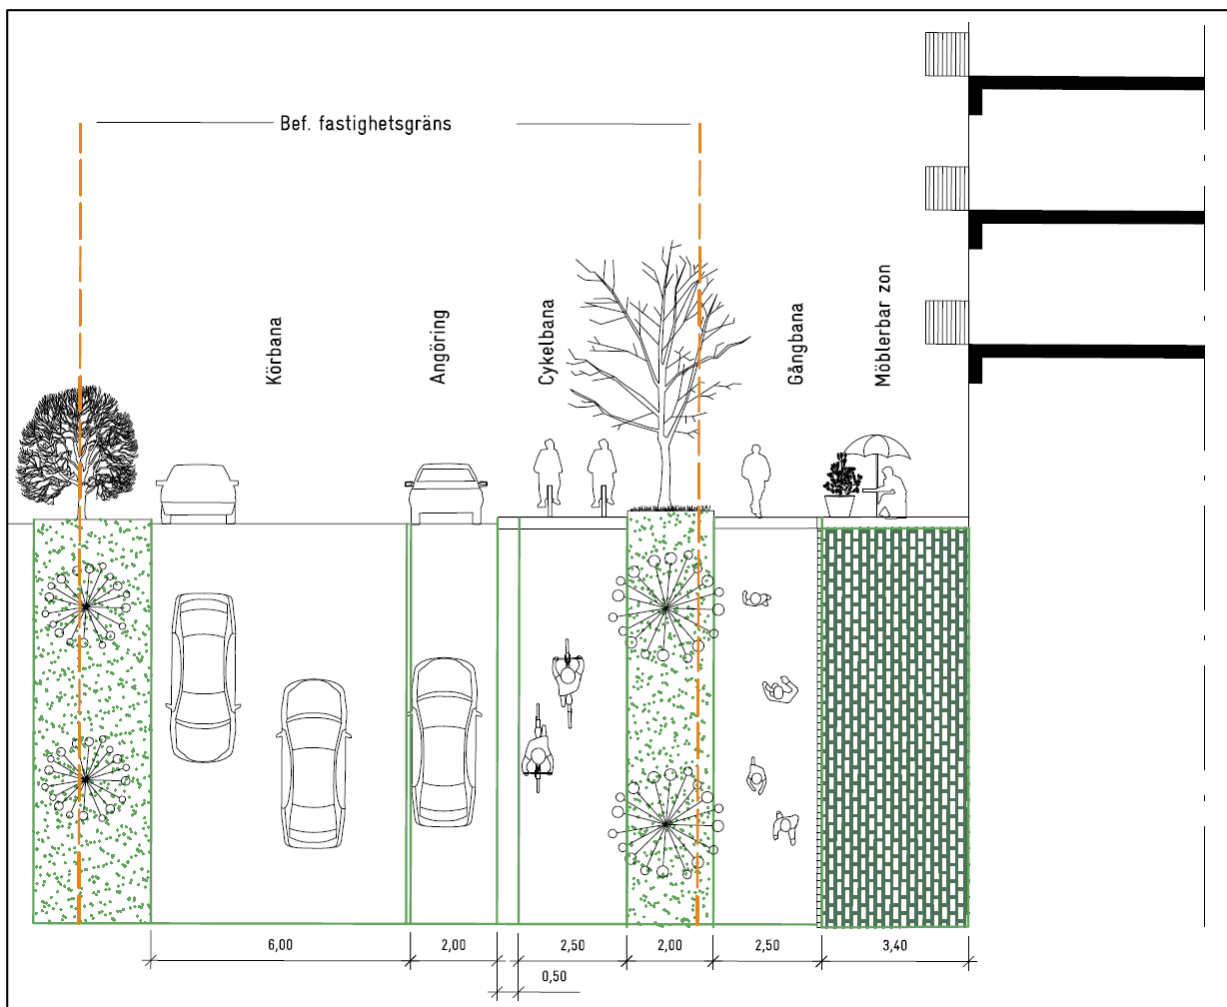 Bef. fastighetsgräns
Körbana
Angöring
Cykelbana
Gångbana
Möblerbar zon
6,00
2,00
2,50
2,00
2,50
3,40
0,50